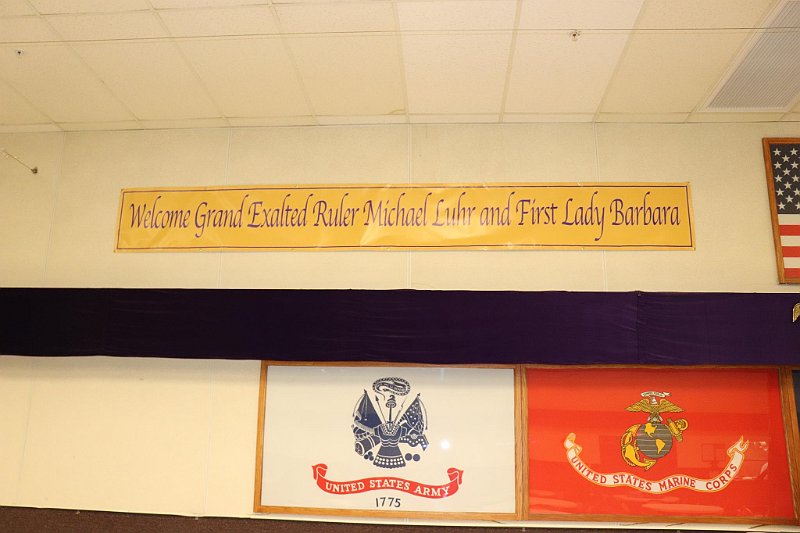 Welcome Grand Exalted Ruler Michael Luhr and First Lady Barbara
UNITED STATES ARMY
1775
UNITED STATES MARINE CORPS